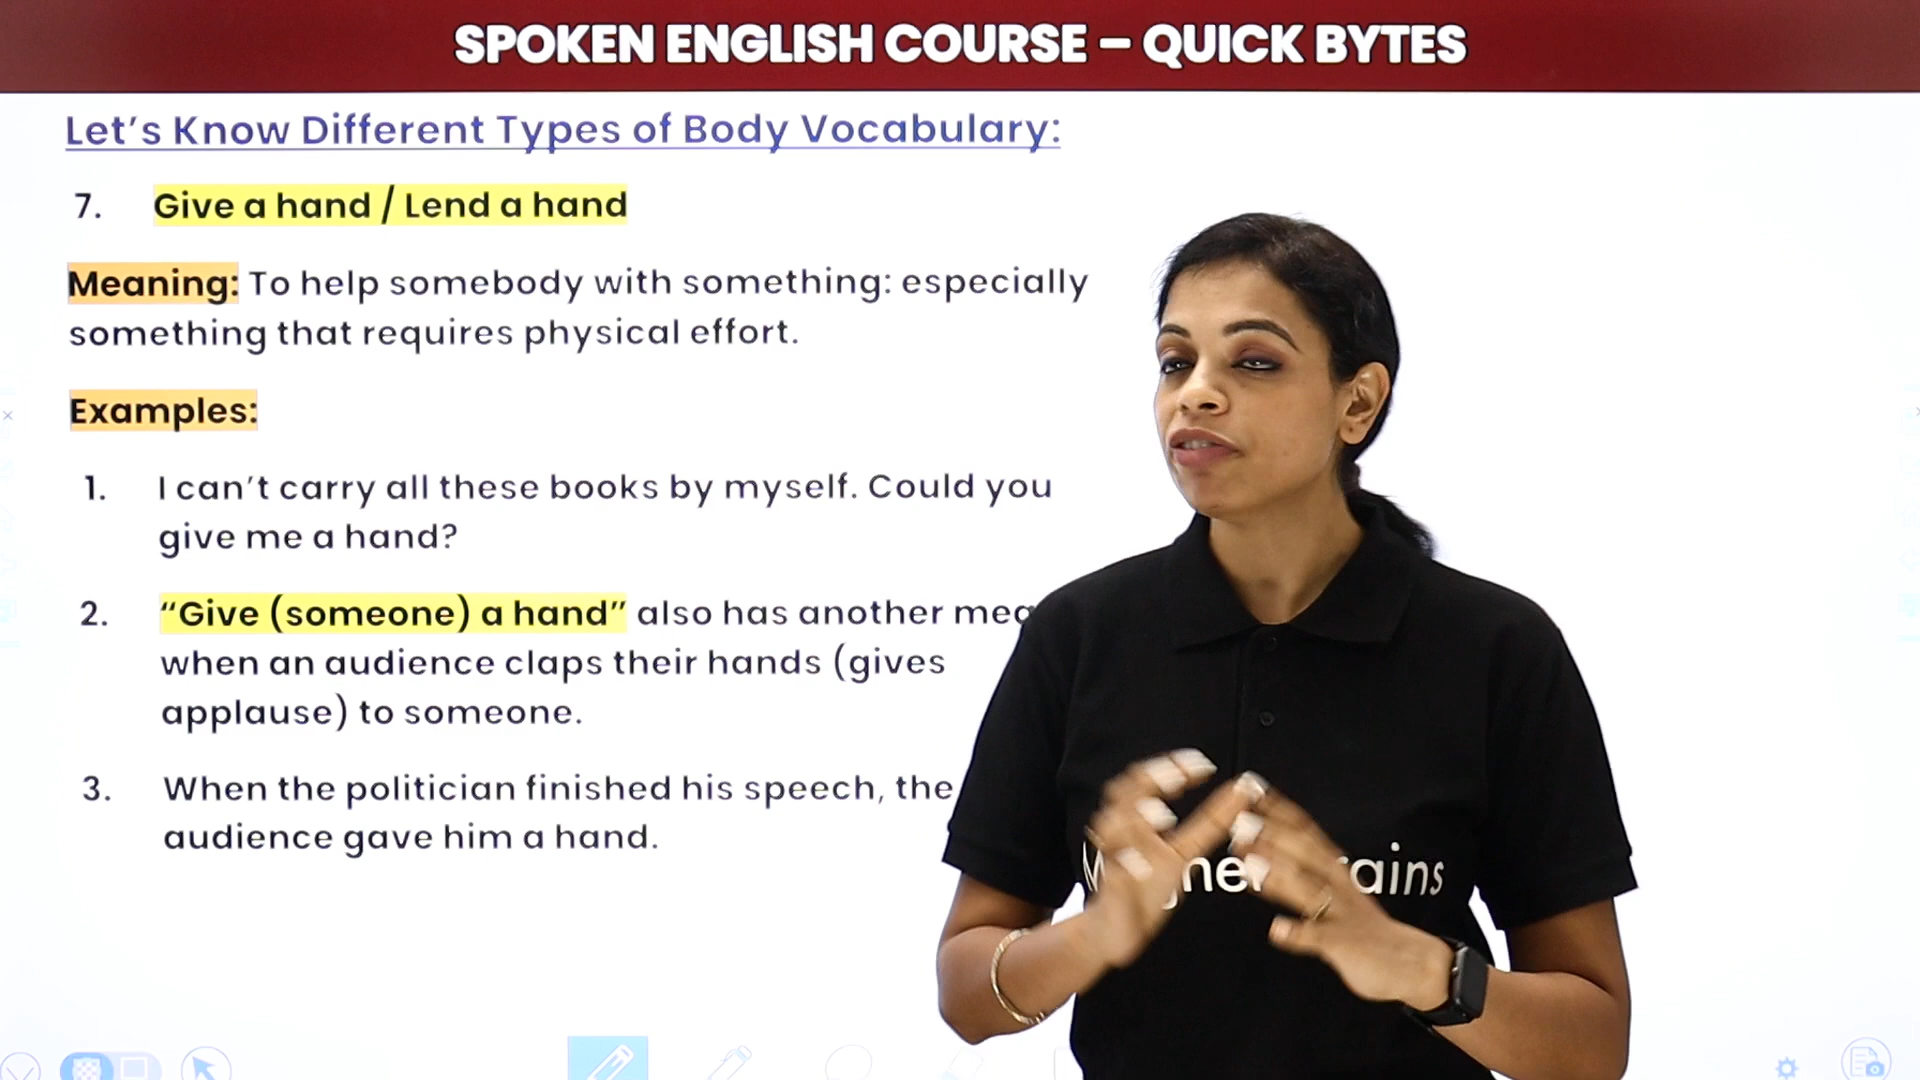 SPOKEN ENGLISH COURSE – QUICK BYTES
Let's Know Different Types of Body Vocabulary:
7. Give a hand / Lend a hand
Meaning: To help somebody with something: especially
something that requires physical effort.
Examples:
1. I can't carry all these books by myself. Could you
give me a hand?
2. "Give (someone) a hand" also has another
when an audience claps their hands (gives
applause) to someone.
3. When the politician finished his speech, the
audience gave him a hand.